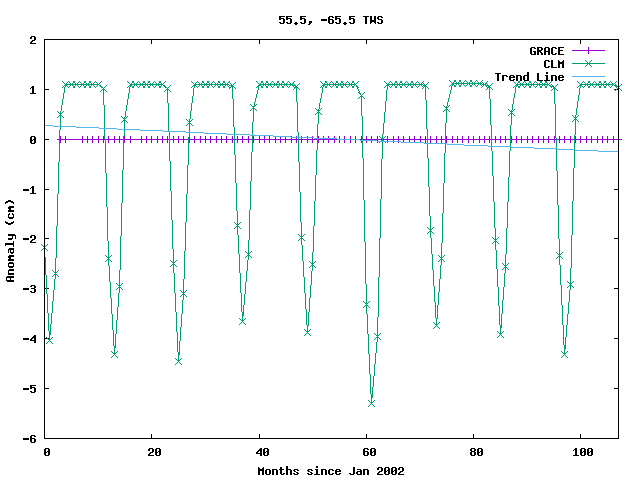 55.5, -65.5 TWS
GRACE
CLM
Trend Line
2
1
0
-1
-2
-3
-4
-5
-6
Anomaly (cm)
0 20 40 60 80 100
Months since Jan 2002